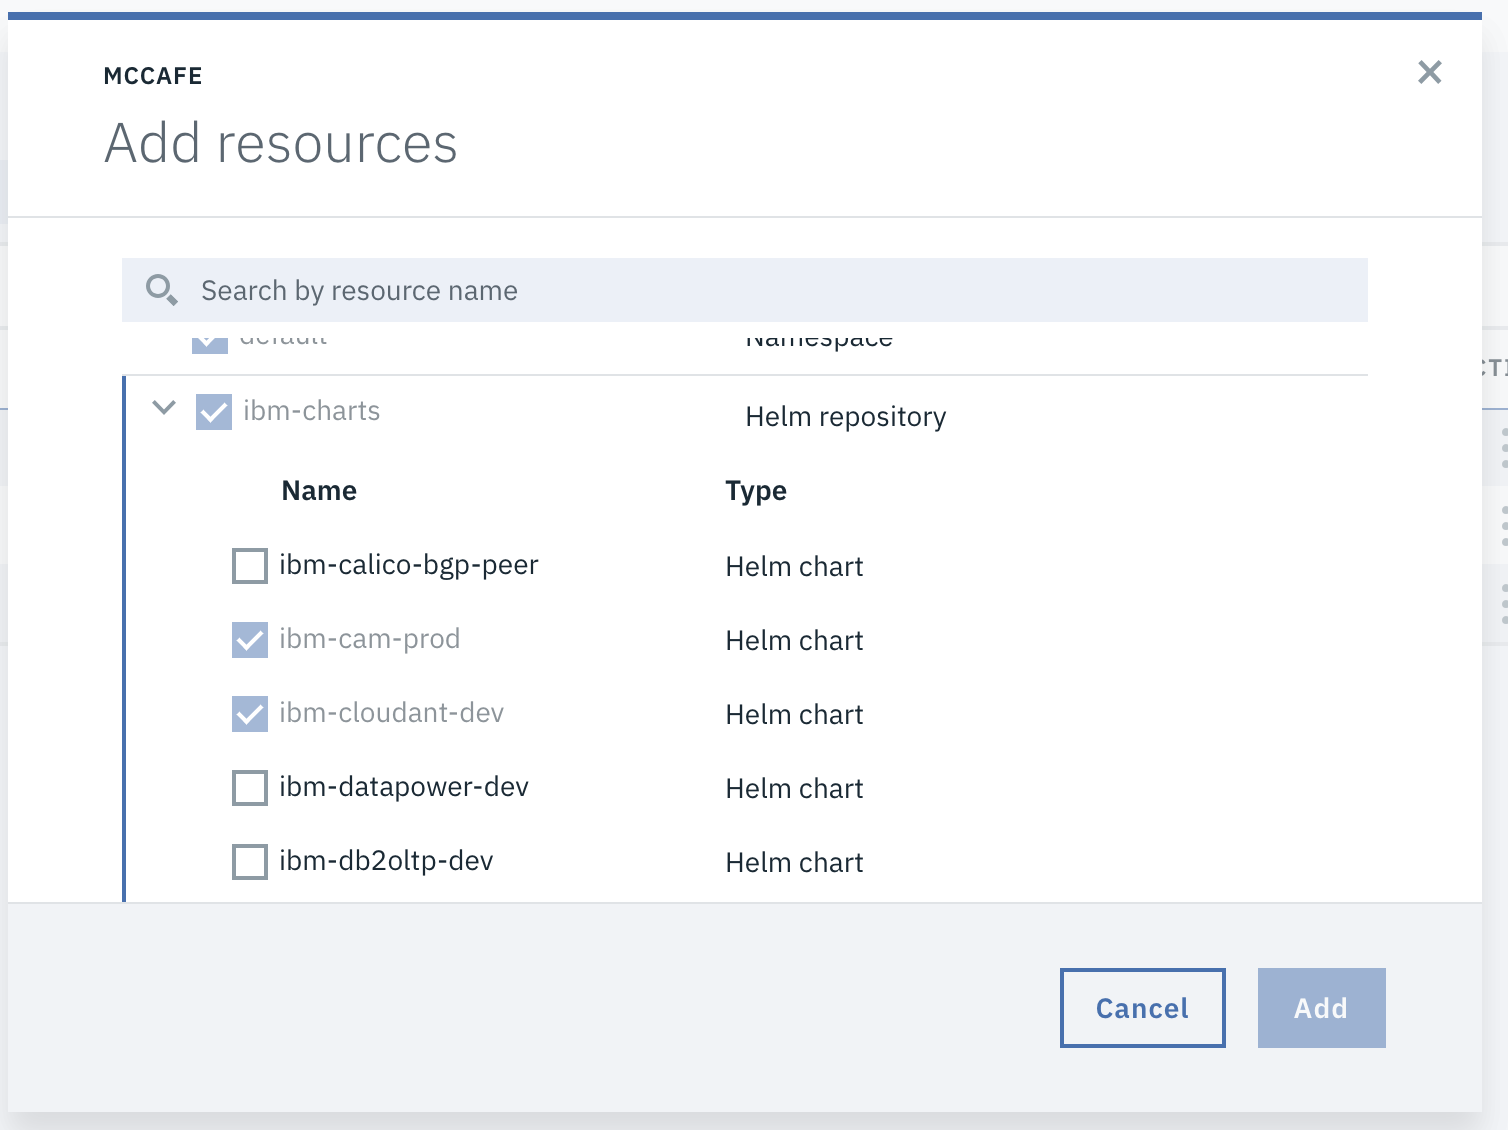 MCCAFE
Add resources
Search by resource name
default Namespace
ibm-charts Helm repository
Name Type
ibm-calico-bgp-peer Helm chart
ibm-cam-prod Helm chart
ibm-cloudant-dev Helm chart
ibm-datapower-dev Helm chart
ibm-db2oltp-dev Helm chart
Cancel Add